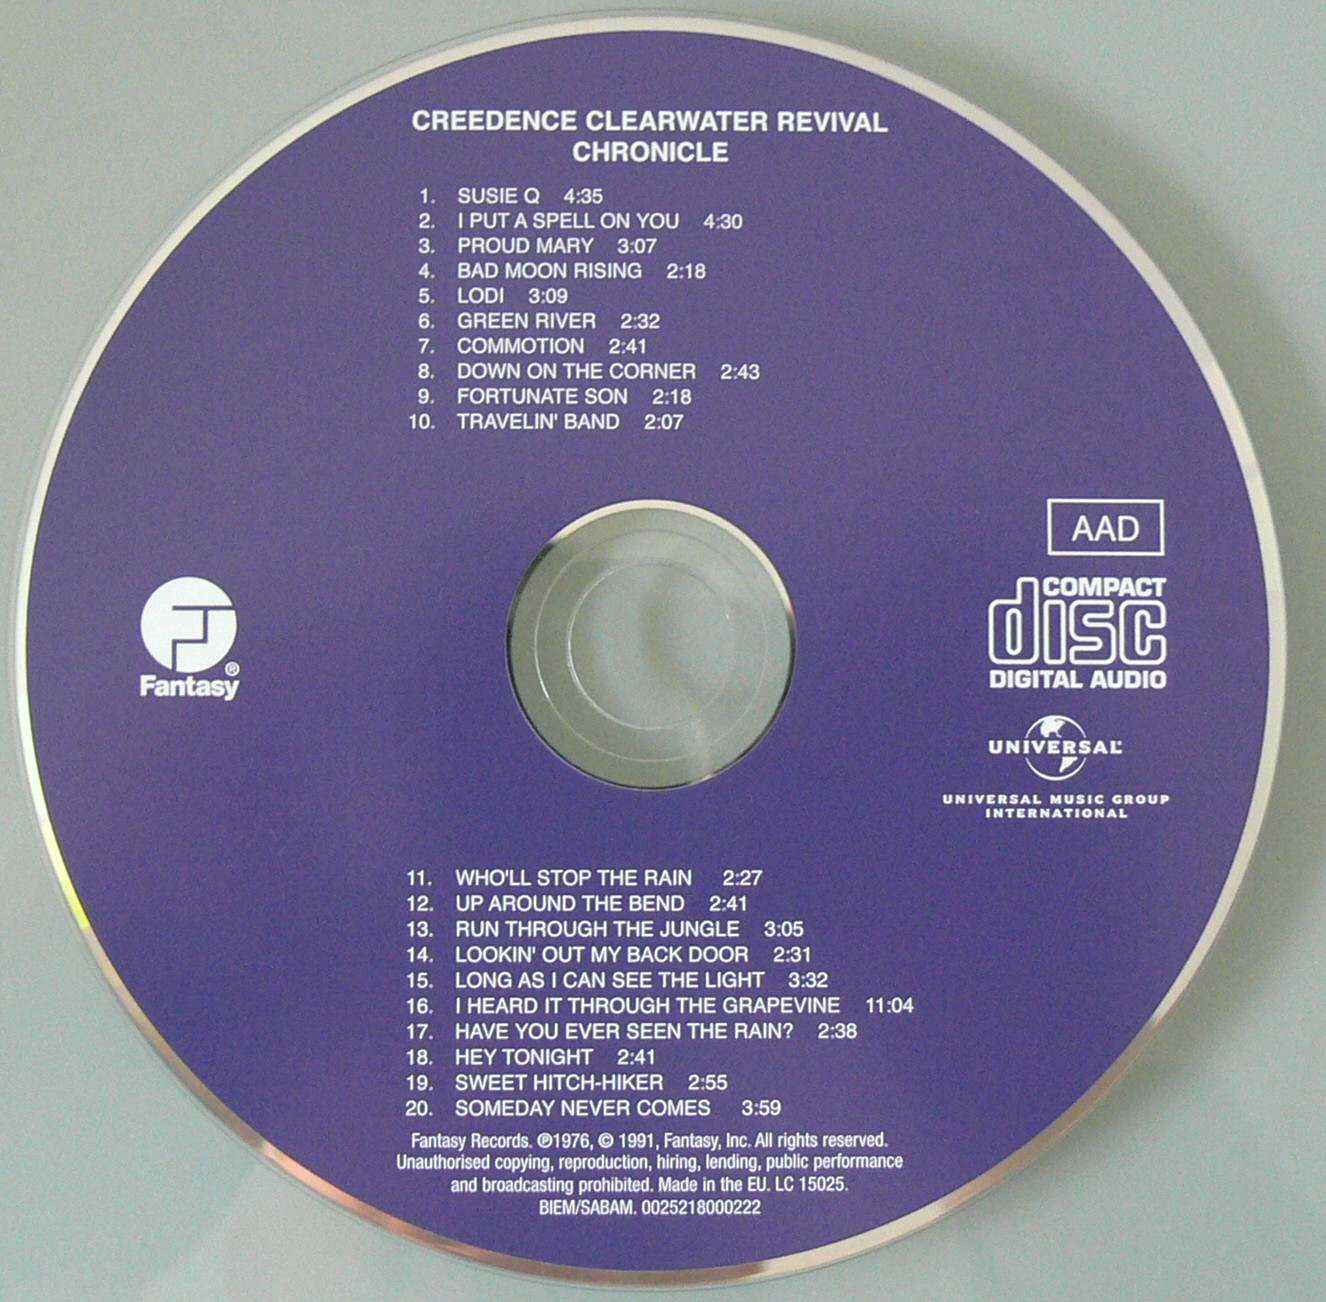 CREEDENCE CLEARWATER REVIVAL
CHRONICLE
1. SUSIE Q 4:35
2. I PUT A SPELL ON YOU 4:30
3. PROUD MARY 3:07
4. BAD MOON RISING 2:18
5. LODI 3:09
6. GREEN RIVER 2:32
7. COMMOTION 2:41
8. DOWN ON THE CORNER 2:43
9. FORTUNATE SON 2:18
10. TRAVELIN' BAND 2:07
AAD
COMPACT
disc
DIGITAL AUDIO
®
Fantasy
UNIVERSAL
UNIVERSAL MUSIC GROUP
INTERNATIONAL
11. WHO'LL STOP THE RAIN 2:27
12. UP AROUND THE BEND 2:41
13. RUN THROUGH THE JUNGLE 3:05
14. LOOKIN' OUT MY BACK DOOR 2:31
15. LONG AS I CAN SEE THE LIGHT 3:32
16. I HEARD IT THROUGH THE GRAPEVINE 11:04
17. HAVE YOU EVER SEEN THE RAIN? 2:38
18. HEY TONIGHT 2:41
19. SWEET HITCH-HIKER 2:55
20. SOMEDAY NEVER COMES 3:59
Fantasy Records. ℗1976, © 1991, Fantasy, Inc. All rights reserved.
Unauthorised copying, reproduction, hiring, lending, public performance
and broadcasting prohibited. Made in the EU. LC 15025.
BIEM/SABAM. 0025218000222